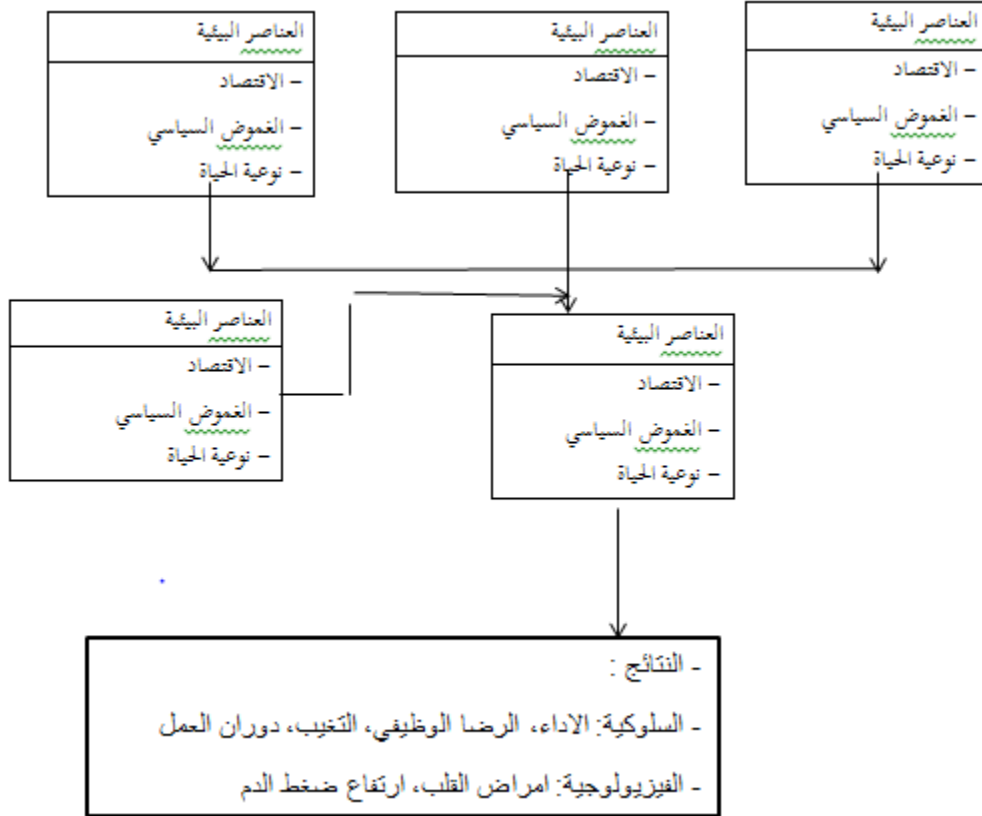 العناصر البيئية
– الاقتصاد
– الغموض السياسي
– نوعية الحياة
العناصر البيئية
– الاقتصاد
– الغموض السياسي
– نوعية الحياة
العناصر البيئية
– الاقتصاد
– الغموض السياسي
– نوعية الحياة
العناصر البيئية
– الاقتصاد
– الغموض السياسي
– نوعية الحياة
العناصر البيئية
– الاقتصاد
– الغموض السياسي
– نوعية الحياة
- النتائج :
- السلوكية: الاداء، الرضا الوظيفي، التغيب، دوران العمل
- الفيزيولوجية: امراض القلب، ارتفاع ضغط الدم